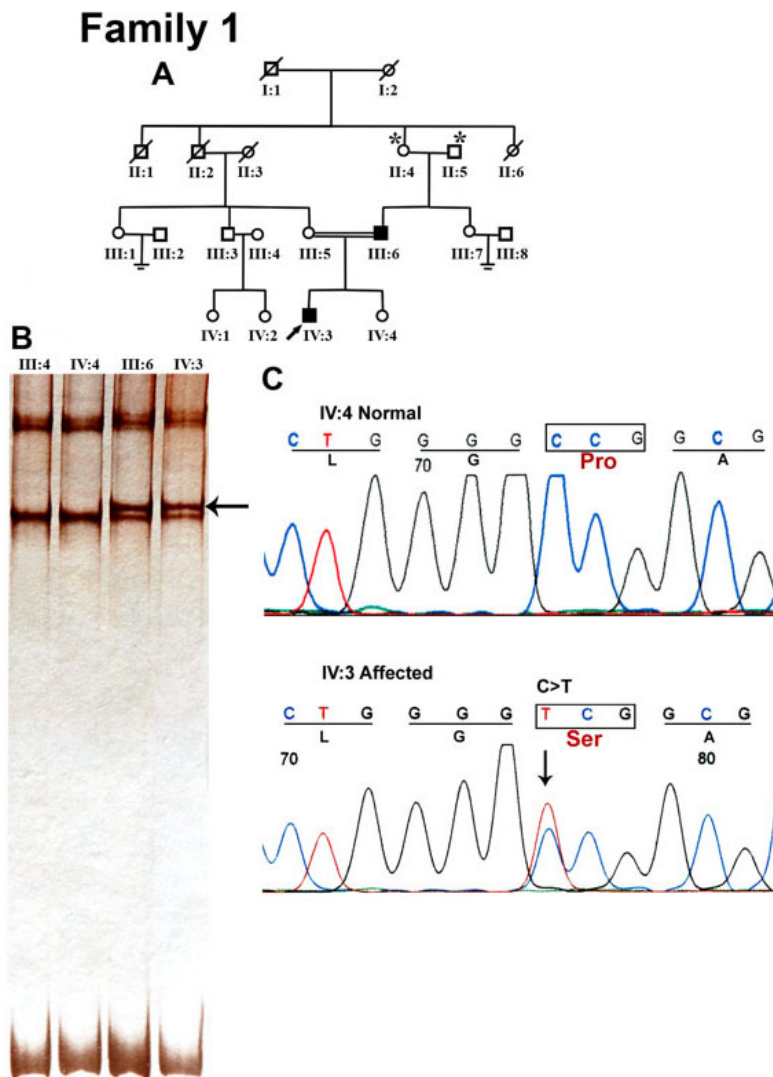 Family 1
A
I:1 I:2
* *
II:1 II:2 II:3 II:4 II:5 II:6
III:1 III:2 III:3 III:4 III:5 III:6 III:7 III:8
IV:1 IV:2 IV:3 IV:4
B
III:4 IV:4 III:6 IV:3
C
IV:4 Normal
C T G G G G C C G G C G
L 70 G Pro A
IV:3 Affected
C>T
C T G G G G T C G G C G
L G Ser A
70 80